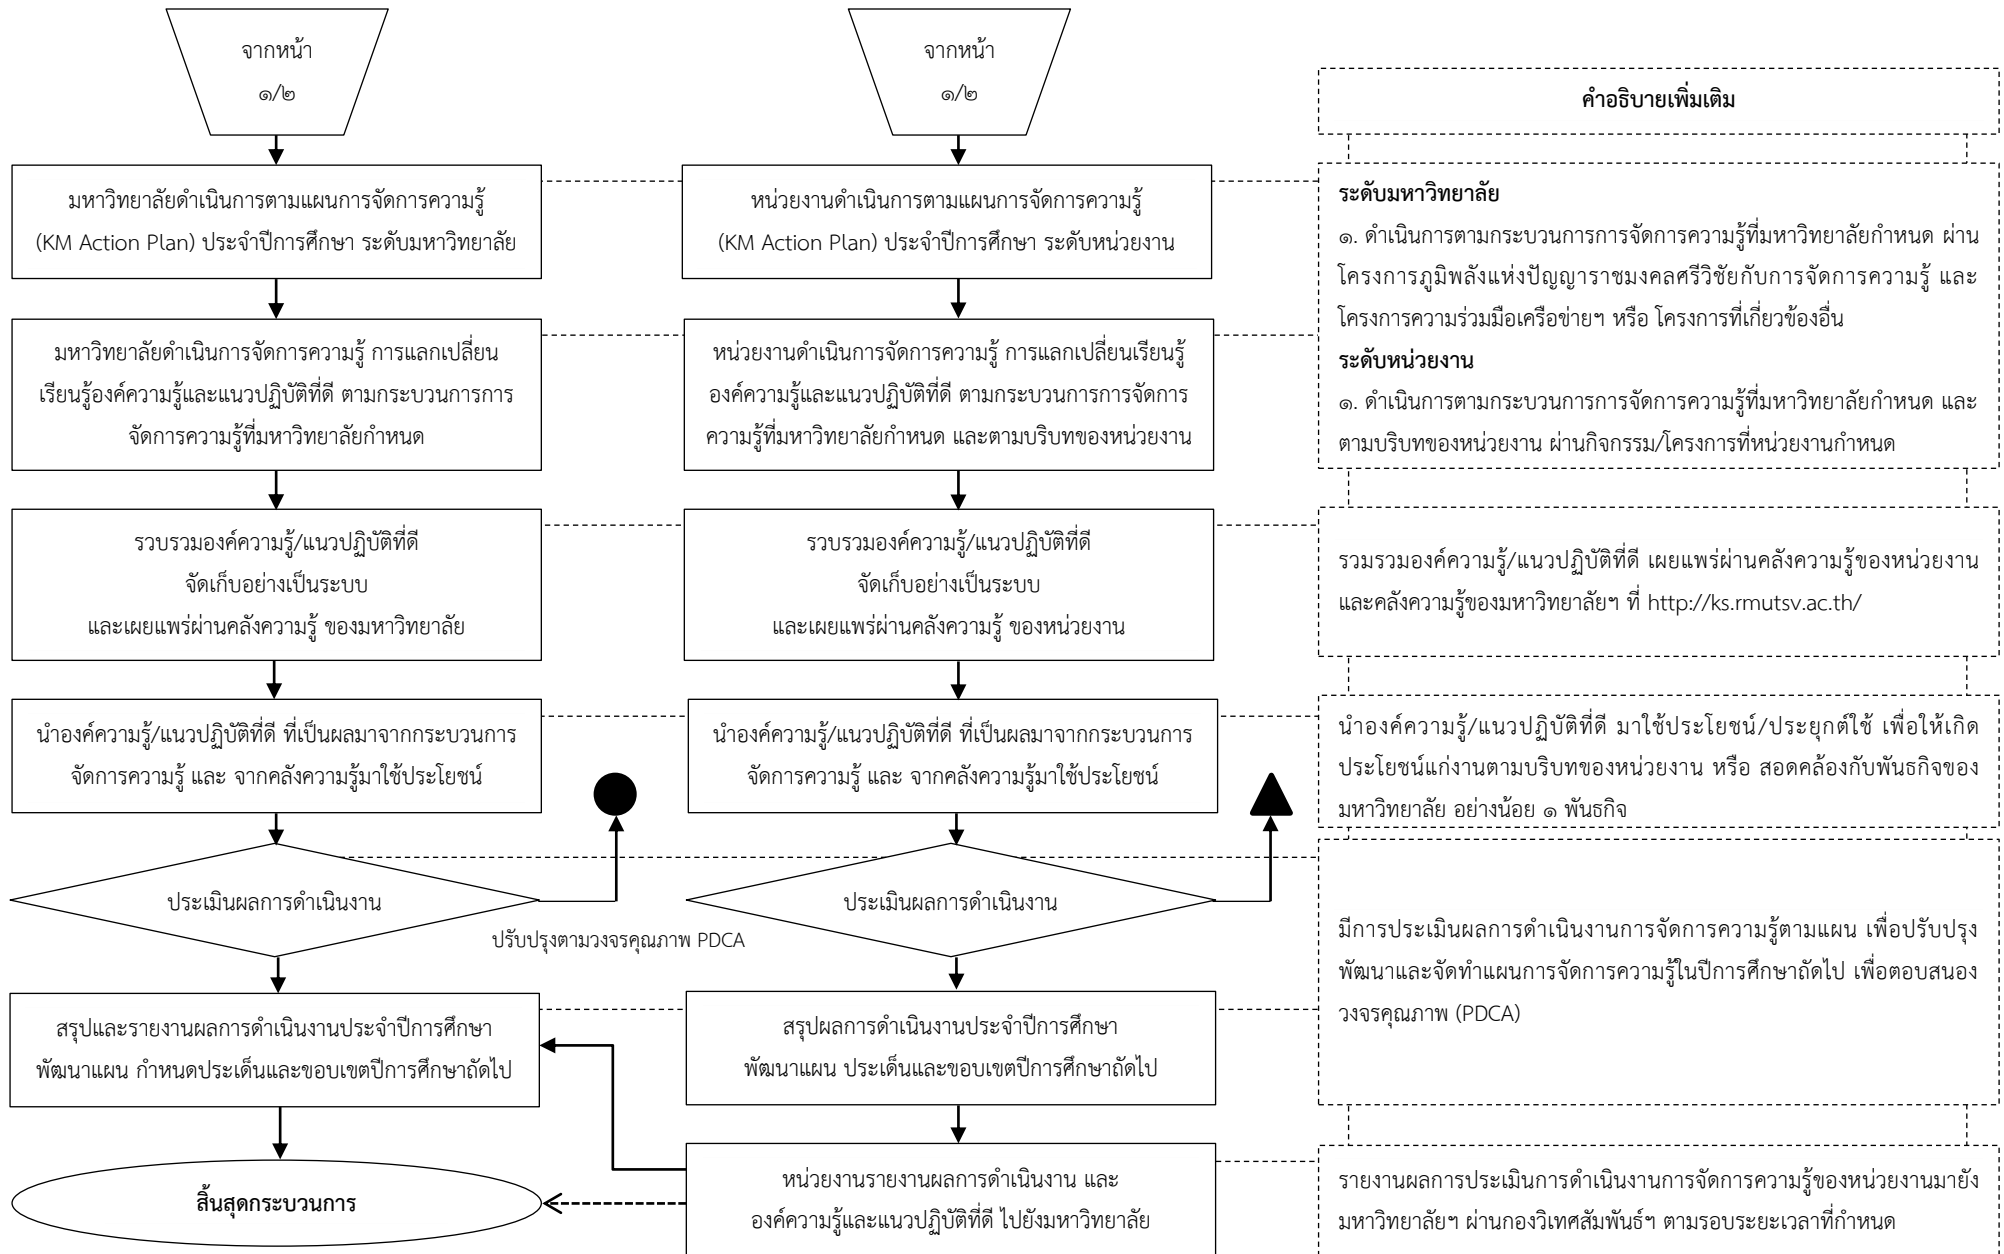 จากหน้า
๑/๒
จากหน้า
๑/๒
คำอธิบายเพิ่มเติม
มหาวิทยาลัยดำเนินการตามแผนการจัดการความรู้
(KM Action Plan) ประจำปีการศึกษา ระดับมหาวิทยาลัย
หน่วยงานดำเนินการตามแผนการจัดการความรู้
(KM Action Plan) ประจำปีการศึกษา ระดับหน่วยงาน
ระดับมหาวิทยาลัย
๑. ดำเนินการตามกระบวนการการจัดการความรู้ที่มหาวิทยาลัยกำหนด ผ่าน
โครงการภูมิพลังแห่งปัญญาราชมงคลศรีวิชัยกับการจัดการความรู้ และ
โครงการความร่วมมือเครือข่ายฯ หรือ โครงการที่เกี่ยวข้องอื่น
ระดับหน่วยงาน
๑. ดำเนินการตามกระบวนการการจัดการความรู้ที่มหาวิทยาลัยกำหนด และ
ตามบริบทของหน่วยงาน ผ่านกิจกรรม/โครงการที่หน่วยงานกำหนด
มหาวิทยาลัยดำเนินการจัดการความรู้ การแลกเปลี่ยน
เรียนรู้องค์ความรู้และแนวปฏิบัติที่ดี ตามกระบวนการการ
จัดการความรู้ที่มหาวิทยาลัยกำหนด
หน่วยงานดำเนินการจัดการความรู้ การแลกเปลี่ยนเรียนรู้
องค์ความรู้และแนวปฏิบัติที่ดี ตามกระบวนการการจัดการ
ความรู้ที่มหาวิทยาลัยกำหนด และตามบริบทของหน่วยงาน
รวบรวมองค์ความรู้/แนวปฏิบัติที่ดี
จัดเก็บอย่างเป็นระบบ
และเผยแพร่ผ่านคลังความรู้ ของมหาวิทยาลัย
รวบรวมองค์ความรู้/แนวปฏิบัติที่ดี
จัดเก็บอย่างเป็นระบบ
และเผยแพร่ผ่านคลังความรู้ ของหน่วยงาน
รวมรวมองค์ความรู้/แนวปฏิบัติที่ดี เผยแพร่ผ่านคลังความรู้ของหน่วยงาน
และคลังความรู้ของมหาวิทยาลัยฯ ที่ http://ks.rmutsv.ac.th/
นำองค์ความรู้/แนวปฏิบัติที่ดี ที่เป็นผลมาจากกระบวนการ
จัดการความรู้ และ จากคลังความรู้มาใช้ประโยชน์
นำองค์ความรู้/แนวปฏิบัติที่ดี ที่เป็นผลมาจากกระบวนการ
จัดการความรู้ และ จากคลังความรู้มาใช้ประโยชน์
นำองค์ความรู้/แนวปฏิบัติที่ดี มาใช้ประโยชน์/ประยุกต์ใช้ เพื่อให้เกิด
ประโยชน์แก่งานตามบริบทของหน่วยงาน หรือ สอดคล้องกับพันธกิจของ
มหาวิทยาลัย อย่างน้อย ๑ พันธกิจ
ประเมินผลการดำเนินงาน
ปรับปรุงตามวงจรคุณภาพ PDCA
ประเมินผลการดำเนินงาน
มีการประเมินผลการดำเนินงานการจัดการความรู้ตามแผน เพื่อปรับปรุง
พัฒนาและจัดทำแผนการจัดการความรู้ในปีการศึกษาถัดไป เพื่อตอบสนอง
วงจรคุณภาพ (PDCA)
สรุปและรายงานผลการดำเนินงานประจำปีการศึกษา
พัฒนาแผน กำหนดประเด็นและขอบเขตปีการศึกษาถัดไป
สรุปผลการดำเนินงานประจำปีการศึกษา
พัฒนาแผน ประเด็นและขอบเขตปีการศึกษาถัดไป
สิ้นสุดกระบวนการ
หน่วยงานรายงานผลการดำเนินงาน และ
องค์ความรู้และแนวปฏิบัติที่ดี ไปยังมหาวิทยาลัย
รายงานผลการประเมินการดำเนินงานการจัดการความรู้ของหน่วยงานมายัง
มหาวิทยาลัยฯ ผ่านกองวิเทศสัมพันธ์ฯ ตามรอบระยะเวลาที่กำหนด